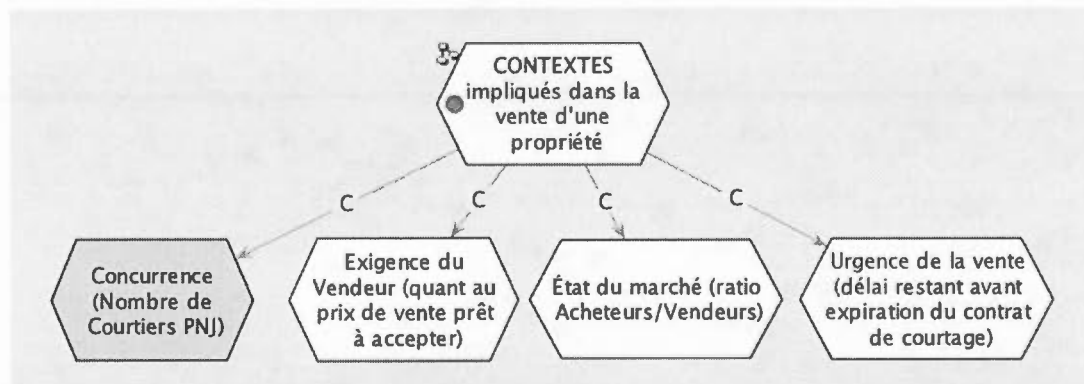 CONTEXTES
impliqués dans la
vente d'une
propriété
C
C
C
C
Concurrence
(Nombre de
Courtiers PNJ)
Exigence du
Vendeur (quant au
prix de vente prêt
à accepter)
État du marché (ratio
Acheteurs/Vendeurs)
Urgence de la vente
(délai restant avant
expiration du contrat
de courtage)